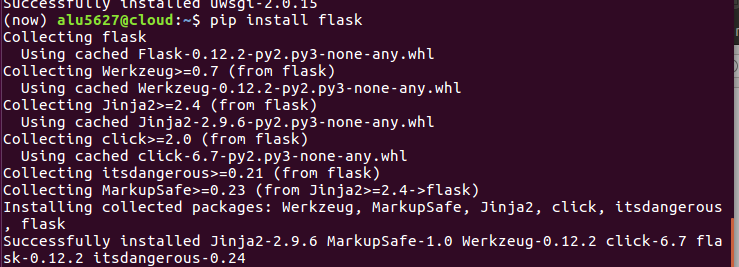 Successfully installed uwsgi-2.0.15
(now) alu5627@cloud:~$ pip install flask
Collecting flask
  Using cached Flask-0.12.2-py2.py3-none-any.whl
Collecting Werkzeug>=0.7 (from flask)
  Using cached Werkzeug-0.12.2-py2.py3-none-any.whl
Collecting Jinja2>=2.4 (from flask)
  Using cached Jinja2-2.9.6-py2.py3-none-any.whl
Collecting click>=2.0 (from flask)
  Using cached click-6.7-py2.py3-none-any.whl
Collecting itsdangerous>=0.21 (from flask)
Collecting MarkupSafe>=0.23 (from Jinja2>=2.4->flask)
Installing collected packages: Werkzeug, MarkupSafe, Jinja2, click, itsdangerous
, flask
Successfully installed Jinja2-2.9.6 MarkupSafe-1.0 Werkzeug-0.12.2 click-6.7 fla
sk-0.12.2 itsdangerous-0.24